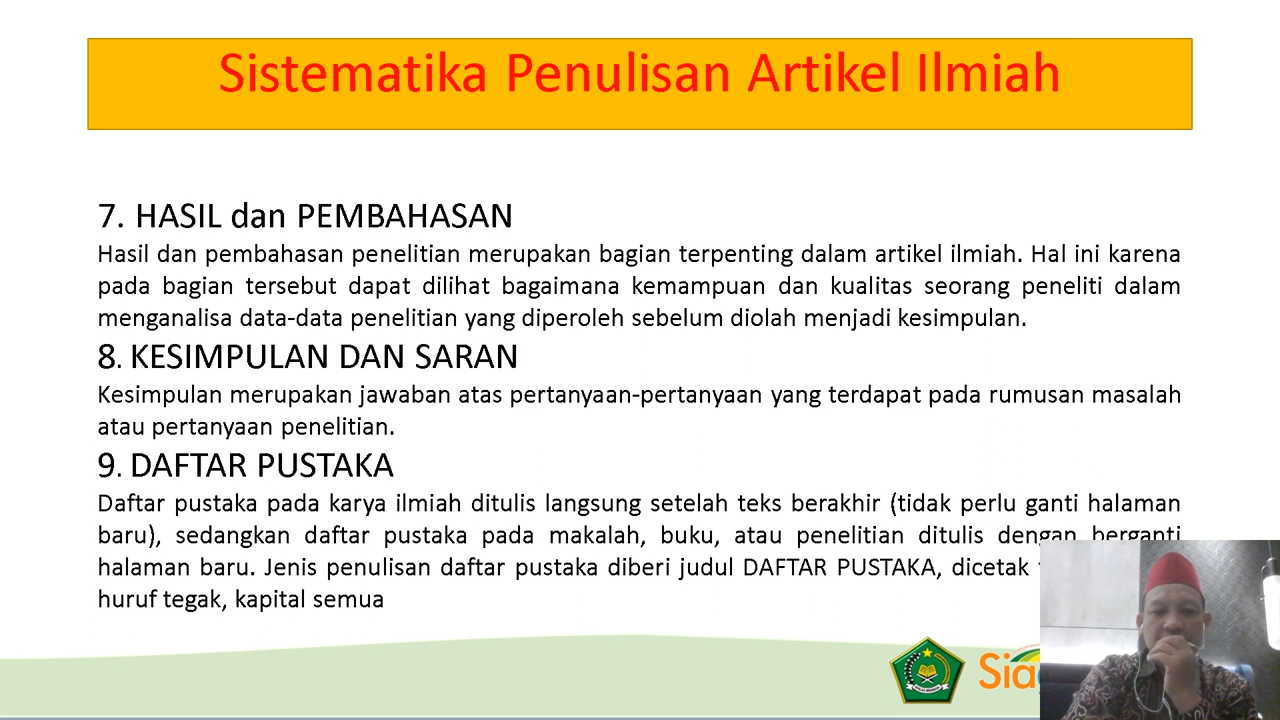 Sistematika Penulisan Artikel Ilmiah
7. HASIL dan PEMBAHASAN
Hasil dan pembahasan penelitian merupakan bagian terpenting dalam artikel ilmiah. Hal ini karena
pada bagian tersebut dapat dilihat bagaimana kemampuan dan kualitas seorang peneliti dalam
menganalisa data-data penelitian yang diperoleh sebelum diolah menjadi kesimpulan.
8. KESIMPULAN DAN SARAN
Kesimpulan merupakan jawaban atas pertanyaan-pertanyaan yang terdapat pada rumusan masalah
atau pertanyaan penelitian.
9. DAFTAR PUSTAKA
Daftar pustaka pada karya ilmiah ditulis langsung setelah teks berakhir (tidak perlu ganti halaman
baru), sedangkan daftar pustaka pada makalah, buku, atau penelitian ditulis dengan berganti
halaman baru. Jenis penulisan daftar pustaka diberi judul DAFTAR PUSTAKA, dicetak
huruf tegak, kapital semua